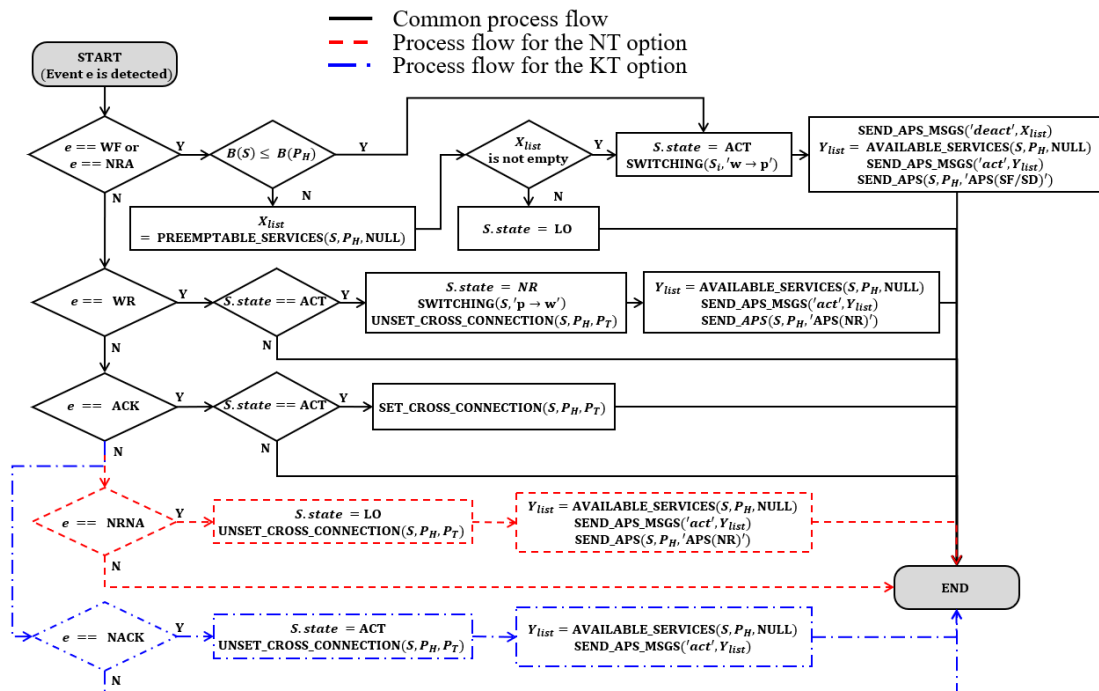 Common process flow
Process flow for the NT option
Process flow for the KT option
START
(Event e is detected)
e == WF or
e == NRA
Y
N
B(S) ≤ B(P_H)
Y
N
X_list
= PREEMPTABLE_SERVICES(S, P_H, NULL)
X_list
is not empty
Y
N
S.state = LO
S.state = ACT
SWITCHING(S_i, 'w → p')
SEND_APS_MSGS('deact', X_list)
Y_list = AVAILABLE_SERVICES(S, P_H, NULL)
SEND_APS_MSGS('act', Y_list)
SEND_APS(S, P_H, 'APS(SF/SD)')
e == WR
Y
N
S.state == ACT
Y
N
S.state = NR
SWITCHING(S, 'p → w')
UNSET_CROSS_CONNECTION(S, P_H, P_T)
Y_list = AVAILABLE_SERVICES(S, P_H, NULL)
SEND_APS_MSGS('act', Y_list)
SEND_APS(S, P_H, 'APS(NR)')
e == ACK
Y
N
S.state == ACT
Y
N
SET_CROSS_CONNECTION(S, P_H, P_T)
e == NRNA
Y
N
S.state = LO
UNSET_CROSS_CONNECTION(S, P_H, P_T)
Y_list = AVAILABLE_SERVICES(S, P_H, NULL)
SEND_APS_MSGS('act', Y_list)
SEND_APS(S, P_H, 'APS(NR)')
END
e == NACK
Y
N
S.state = ACT
UNSET_CROSS_CONNECTION(S, P_H, P_T)
Y_list = AVAILABLE_SERVICES(S, P_H, NULL)
SEND_APS_MSGS('act', Y_list)